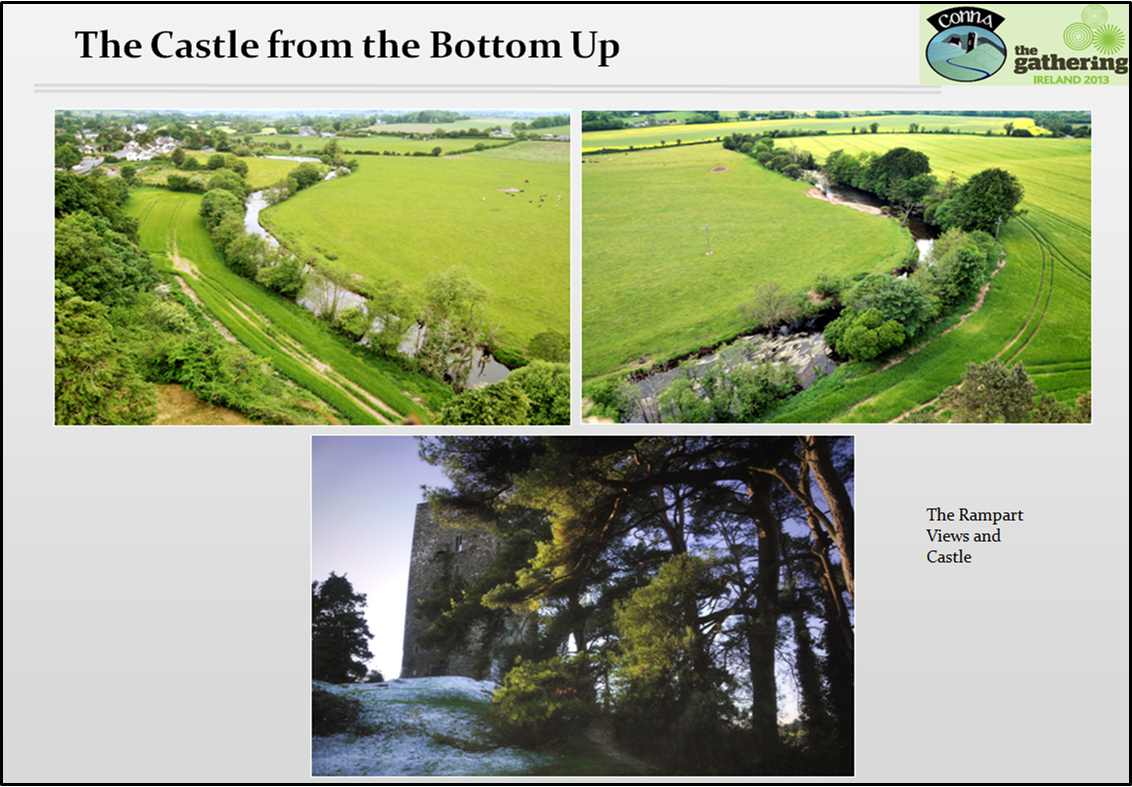 The Castle from the Bottom Up
Conna
the
gathering
IRELAND 2013
The Rampart
Views and
Castle